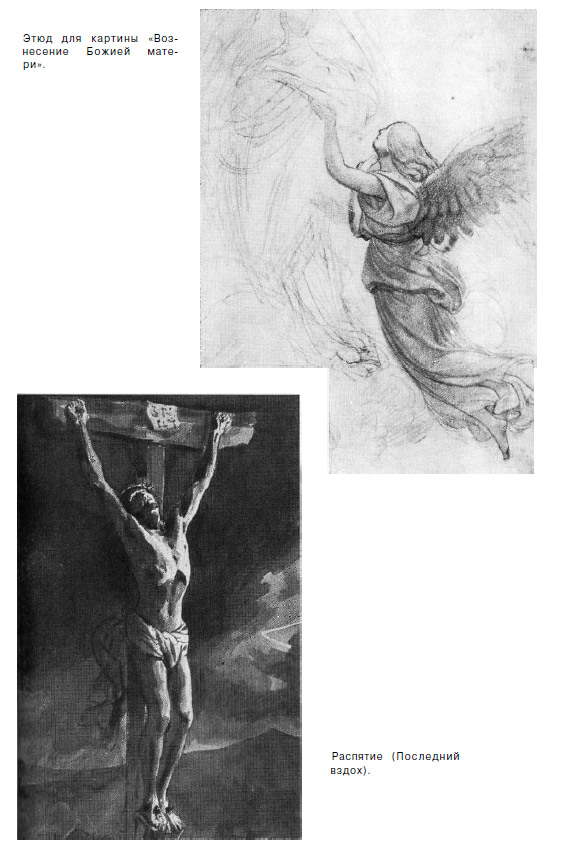 Этюд для картины «Воз-
несение Божией мате-
ри».
Распятие (Последний
вздох).